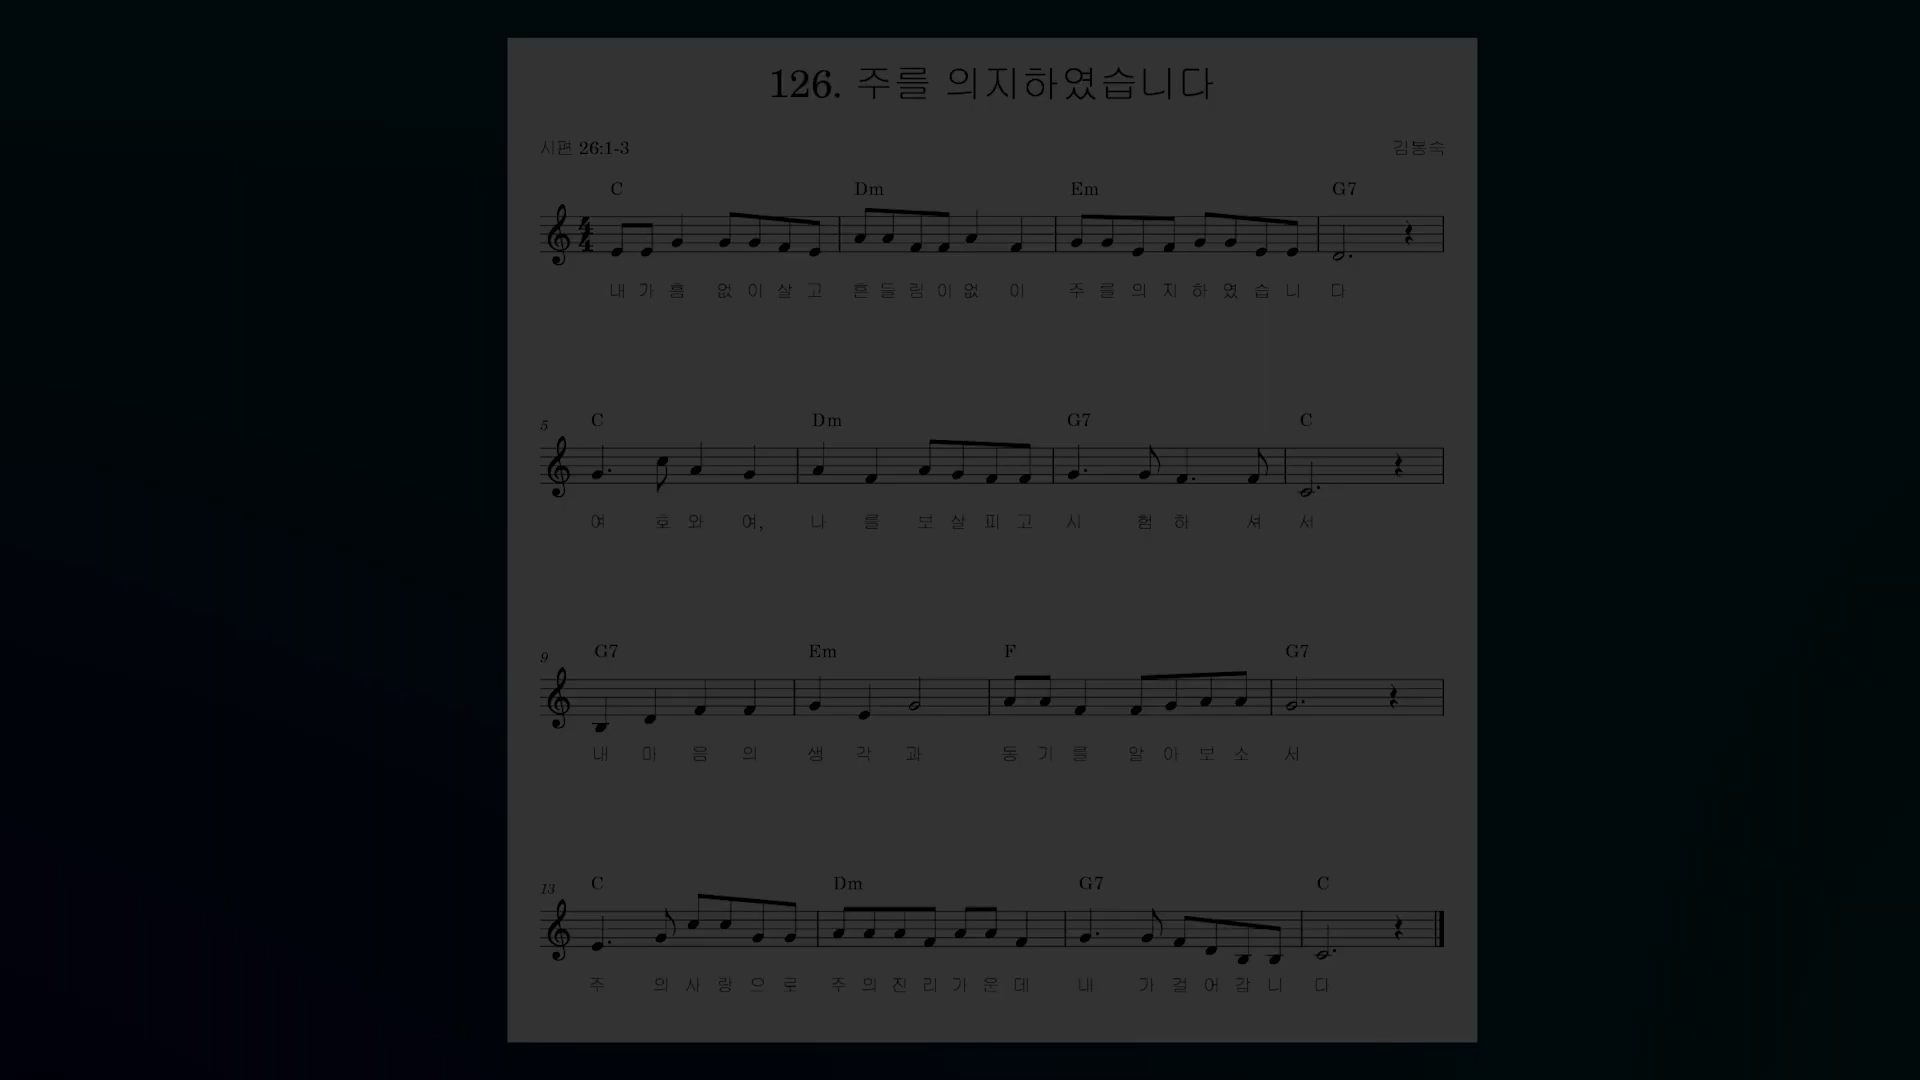 126. 주를 의지하였습니다
시편 26:1-3
김봉숙
C Dm Em G7
내 가 흠 없 이 살 고 흔 들 림 이 없 이 주 를 의 지 하 였 습 니 다
5
C Dm G7 C
여 호 와 여, 나 를 보 살 피 고 시 험 하 셔 서
9
G7 Em F G7
내 마 음 의 생 각 과 동 기 를 알 아 보 소 서
13
C Dm G7 C
주 의 사 랑 으 로 주 의 진 리 가 운 데 내 가 걸 어 갑 니 다